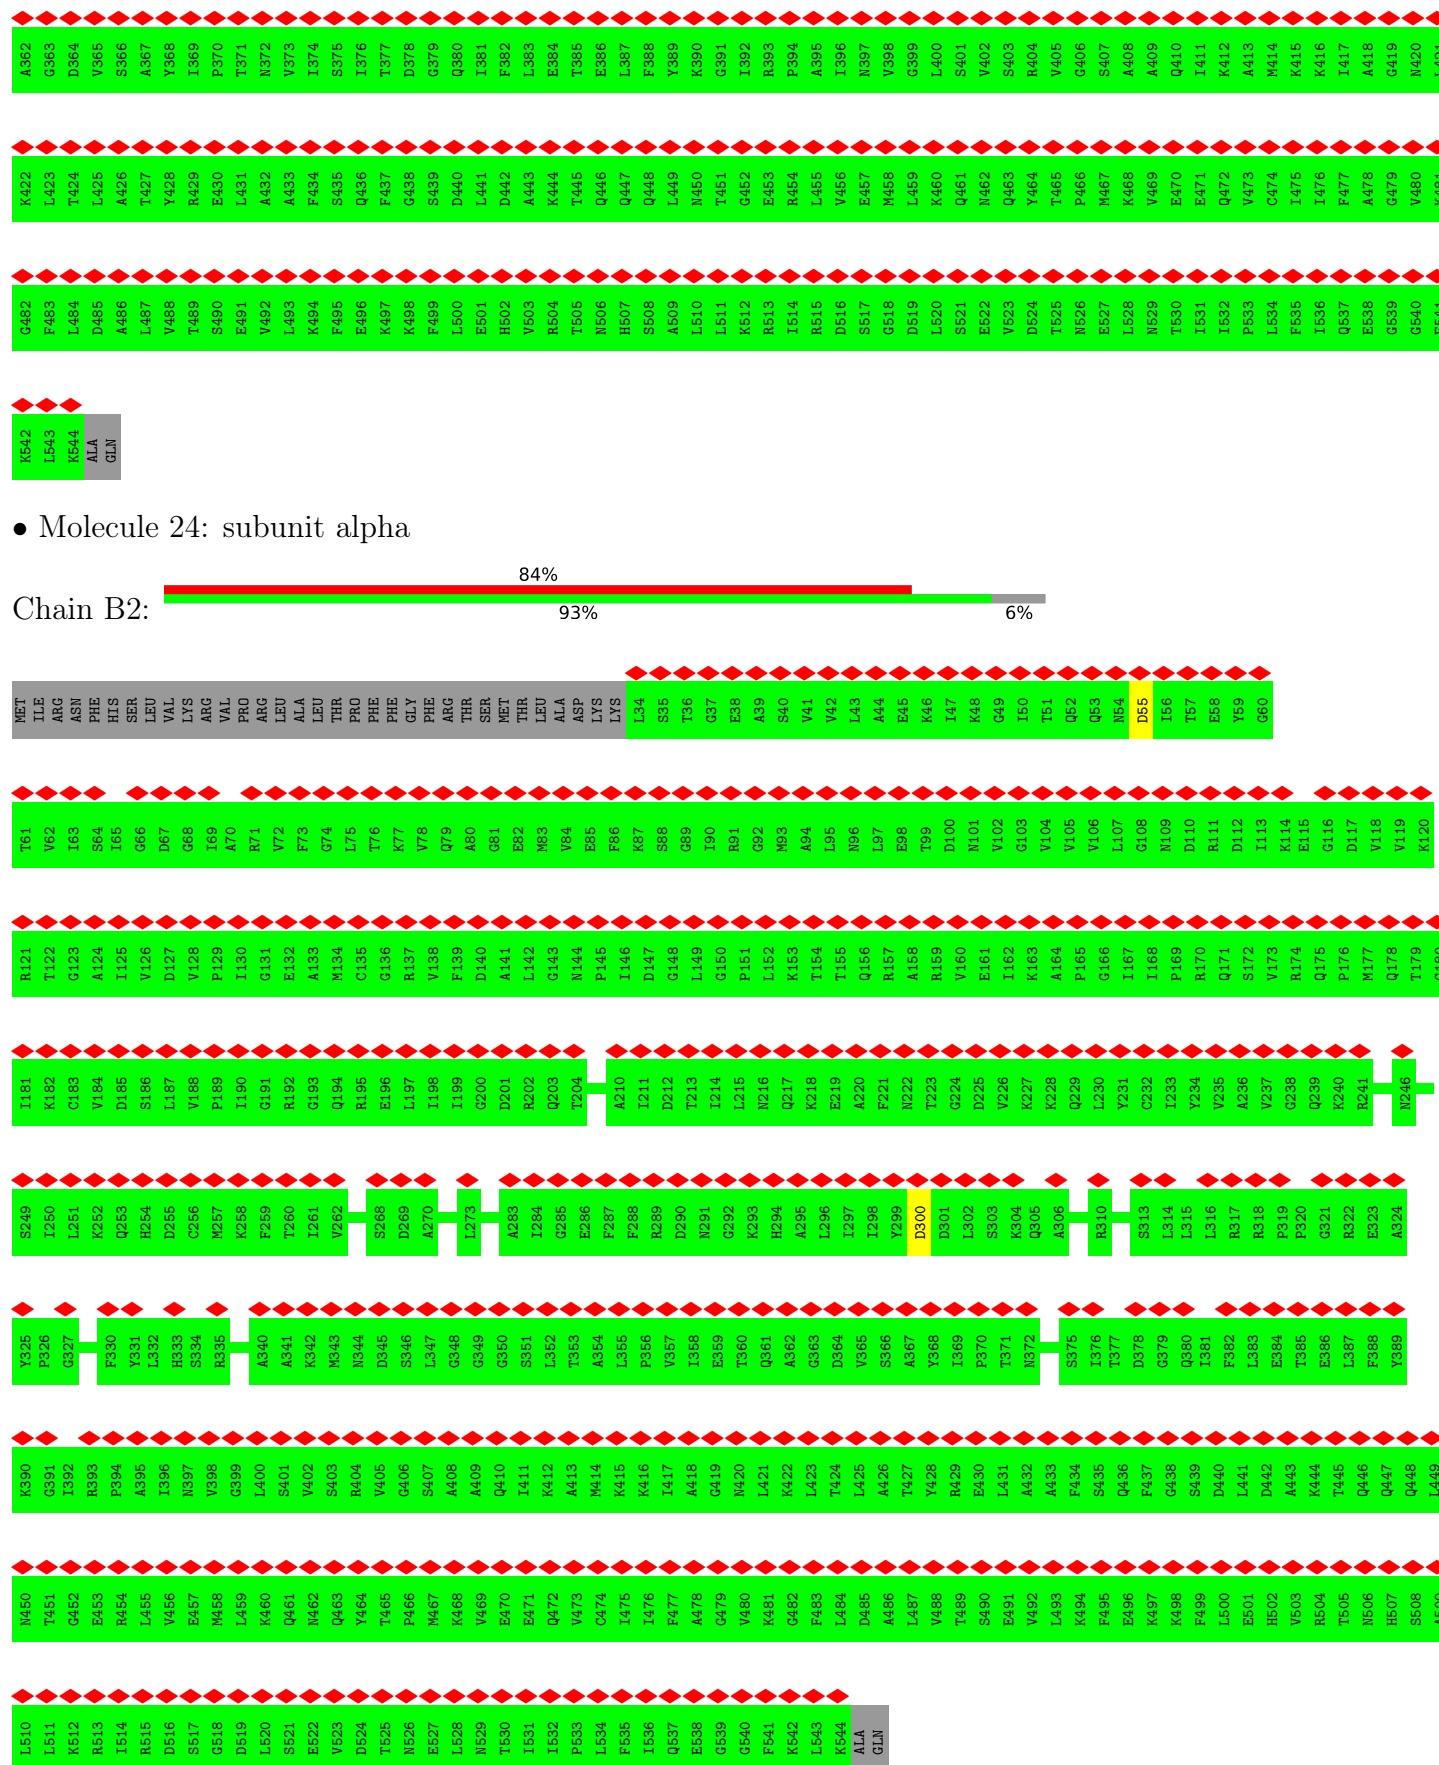 A362 G363 D364 V365 S366 A367 Y368 I369 P370 T371 N372 V373 I374 S375 I376 T377 D378 G379 Q380 I381 F382 L383 E384 T385 E386 L387 F388 Y389 K390 G391 I392 R393 P394 A395 I396 N397 V398 G399 L400 S401 V402 S403 R404 V405 G406 S407 A408 A409 Q410 I411 K412 A413 M414 K415 K416 I417 A418 G419 N420 L421
K422 L423 T424 L425 A426 T427 Y428 R429 E430 L431 A432 A433 F434 S435 Q436 F437 G438 S439 D440 L441 D442 A443 K444 T445 Q446 Q447 Q448 L449 N450 T451 G452 E453 R454 L455 V456 E457 M458 L459 K460 Q461 N462 Q463 Y464 T465 P466 M467 K468 V469 E470 E471 Q472 V473 C474 I475 I476 F477 A478 G479 V480 K481
G482 F483 L484 D485 A486 L487 V488 T489 S490 E491 V492 L493 K494 F495 E496 K497 K498 F499 L500 E501 H502 V503 R504 T505 N506 H507 S508 A509 L510 L511 K512 R513 I514 R515 D516 S517 G518 D519 L520 S521 E522 V523 D524 T525 N526 E527 L528 N529 T530 I531 I532 P533 L534 F535 I536 Q537 E538 G539 G540 F541
K542 L543 K544 ALA GLN
• Molecule 24: subunit alpha
84%
Chain B2:
93% 6%
MET ILE ARG ASN PHE HIS SER LEU VAL LYS ARG VAL PRO ARG LEU ALA LEU THR PRO PHE PHE GLY PHE ARG THR SER MET THR LEU ALA ASP LYS LYS L34 S35 T36 G37 E38 A39 S40 V41 V42 L43 A44 E45 K46 I47 K48 G49 I50 T51 Q52 Q53 N54 D55 I56 T57 E58 Y59 G60
T61 V62 I63 S64 I65 G66 D67 G68 I69 A70 R71 V72 F73 G74 L75 T76 K77 V78 Q79 A80 G81 E82 M83 V84 E85 F86 K87 S88 G89 I90 R91 G92 M93 A94 L95 N96 L97 E98 T99 D100 N101 V102 G103 V104 V105 V106 L107 G108 N109 D110 R111 D112 I113 K114 E115 G116 D117 V118 V119 K120
R121 T122 G123 A124 I125 V126 D127 V128 P129 I130 G131 E132 A133 M134 C135 G136 R137 V138 F139 D140 A141 L142 G143 N144 P145 I146 D147 G148 L149 G150 P151 L152 K153 T154 T155 Q156 R157 A158 R159 V160 E161 I162 K163 A164 P165 G166 I167 I168 P169 R170 Q171 S172 V173 R174 Q175 P176 M177 Q178 T179 G180
I181 K182 C183 V184 D185 S186 L187 V188 P189 I190 G191 R192 G193 Q194 R195 E196 L197 I198 I199 G200 D201 R202 Q203 T204 A210 I211 D212 T213 I214 L215 N216 Q217 K218 E219 A220 F221 N222 T223 G224 D225 V226 K227 K228 Q229 L230 Y231 C232 I233 Y234 V235 A236 V237 G238 Q239 K240 R241 N246
S249 I250 L251 K252 Q253 H254 D255 C256 M257 K258 F259 T260 I261 V262 S268 D269 A270 L273 A283 I284 G285 E286 F287 F288 R289 D290 N291 G292 K293 H294 A295 L296 I297 I298 Y299 D300 D301 L302 S303 K304 Q305 A306 R310 S313 L314 L315 L316 R317 R318 P319 P320 G321 R322 E323 A324
Y325 P326 G327 F330 Y331 L332 H333 S334 R335 A340 A341 K342 M343 N344 D345 S346 L347 G348 G349 G350 S351 L352 T353 A354 L355 P356 V357 I358 E359 T360 Q361 A362 G363 D364 V365 S366 A367 Y368 I369 P370 T371 N372 S375 I376 T377 D378 G379 Q380 I381 F382 L383 E384 T385 E386 L387 F388 Y389
K390 G391 I392 R393 P394 A395 I396 N397 V398 G399 L400 S401 V402 S403 R404 V405 G406 S407 A408 A409 Q410 I411 K412 A413 M414 K415 K416 I417 A418 G419 N420 L421 K422 L423 T424 L425 A426 T427 Y428 R429 E430 L431 A432 A433 F434 S435 Q436 F437 G438 S439 D440 L441 D442 A443 K444 T445 Q446 Q447 Q448 L449
N450 T451 G452 E453 R454 L455 V456 E457 M458 L459 K460 Q461 N462 Q463 Y464 T465 P466 M467 K468 V469 E470 E471 Q472 V473 C474 I475 I476 F477 A478 G479 V480 K481 G482 F483 L484 D485 A486 L487 V488 T489 S490 E491 V492 L493 K494 F495 E496 K497 K498 F499 L500 E501 H502 V503 R504 T505 N506 H507 S508 A509
L510 L511 K512 R513 I514 R515 D516 S517 G518 D519 L520 S521 E522 V523 D524 T525 N526 E527 L528 N529 T530 I531 I532 P533 L534 F535 I536 Q537 E538 G539 G540 F541 K542 L543 K544 ALA GLN